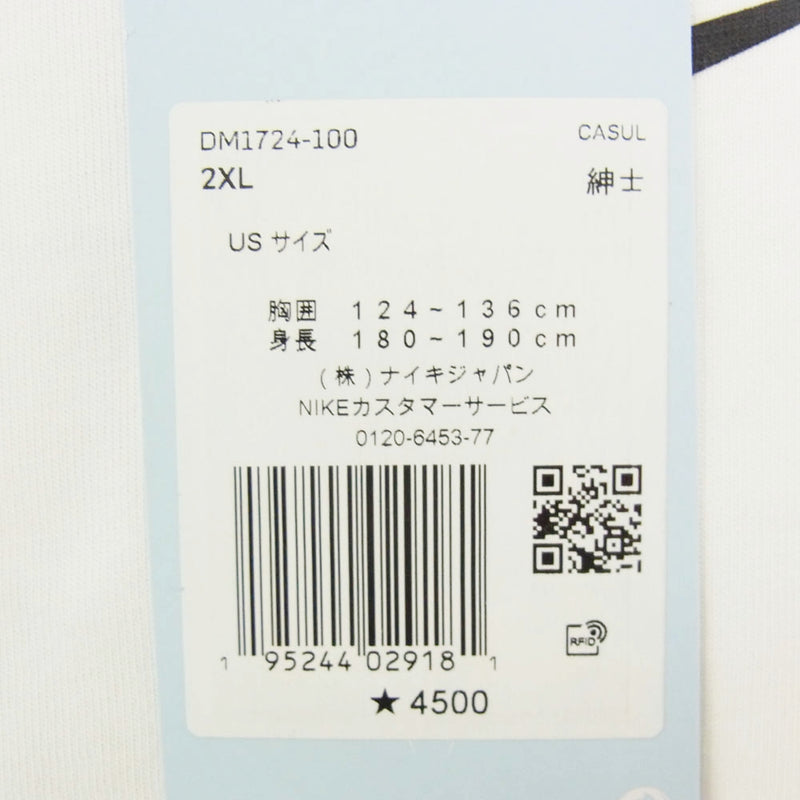 DM1724-100 CASUL
2XL 紳士
US サイズ
胸囲 124~136cm
身長 180~190cm
(株)ナイキジャパン
NIKEカスタマーサービス
0120-6453-77
1 95244 02918 1
RFID
★4500